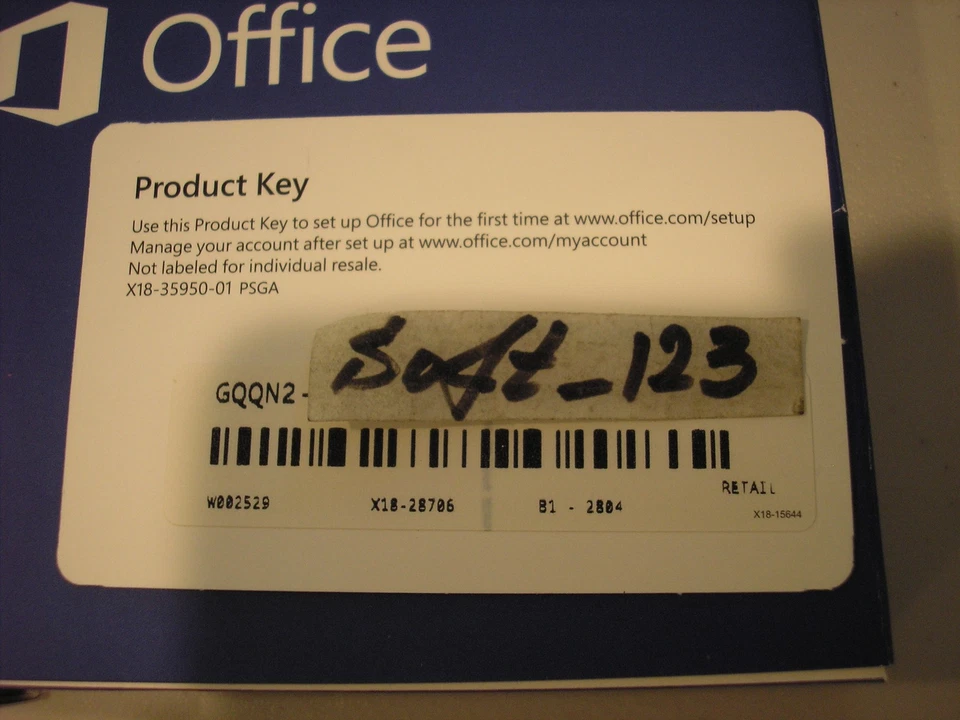 Office
Product Key
Use this Product Key to set up Office for the first time at www.office.com/setup
Manage your account after set up at www.office.com/myaccount
Not labeled for individual resale.
X18-35950-01 PSGA
GQQN2- Soft_123
W002529 X18-28706 B1 - 2804 RETAIL
X18-15644